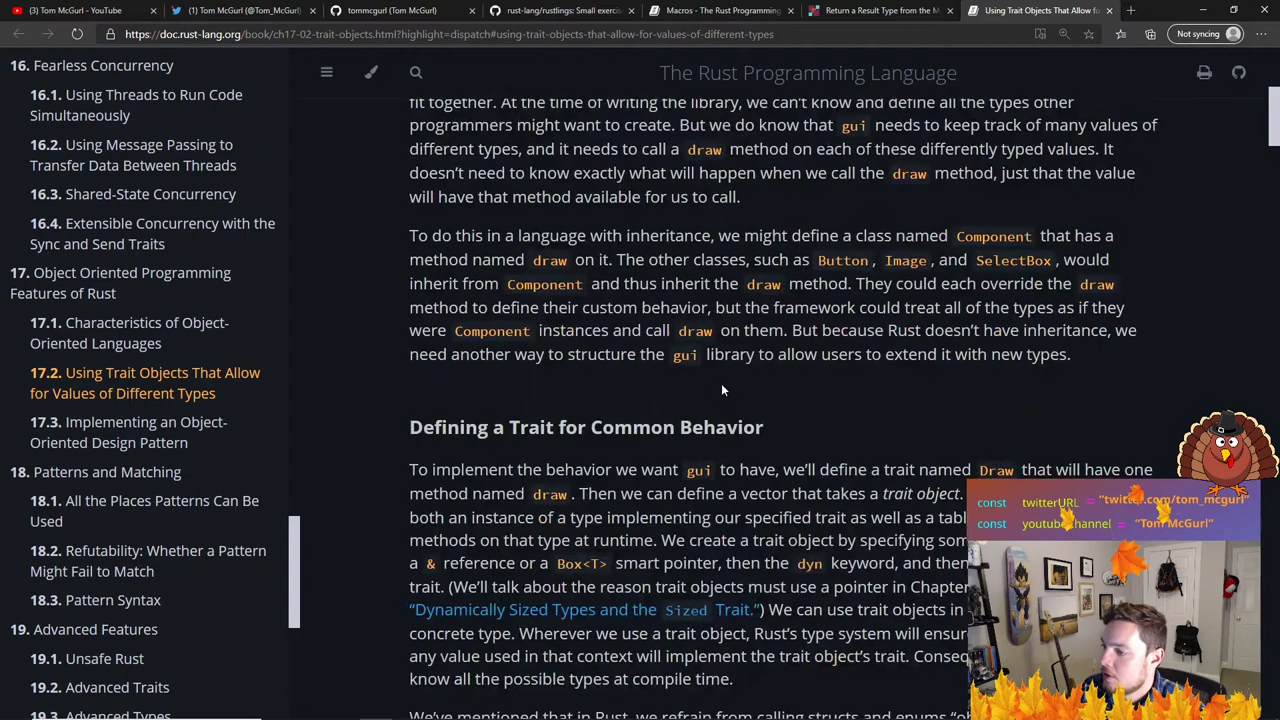 (3) Tom McGurl - YouTube
(1) Tom McGurl (@Tom_McGurl)
tommcgurl (Tom McGurl)
rust-lang/rustlings: Small exercis
Macros - The Rust Programming
Return a Result Type from the M
Using Trait Objects That Allow fo
https://doc.rust-lang.org/book/ch17-02-trait-objects.html?highlight=dispatch#using-trait-objects-that-allow-for-values-of-different-types
Not syncing
16. Fearless Concurrency
16.1. Using Threads to Run Code
Simultaneously
16.2. Using Message Passing to
Transfer Data Between Threads
16.3. Shared-State Concurrency
16.4. Extensible Concurrency with the
Sync and Send Traits
17. Object Oriented Programming
Features of Rust
17.1. Characteristics of Object-
Oriented Languages
17.2. Using Trait Objects That Allow
for Values of Different Types
17.3. Implementing an Object-
Oriented Design Pattern
18. Patterns and Matching
18.1. All the Places Patterns Can Be
Used
18.2. Refutability: Whether a Pattern
Might Fail to Match
18.3. Pattern Syntax
19. Advanced Features
19.1. Unsafe Rust
19.2. Advanced Traits
19.3. Advanced Types
The Rust Programming Language
fit together. At the time of writing the library, we can't know and define all the types other
programmers might want to create. But we do know that gui needs to keep track of many values of
different types, and it needs to call a draw method on each of these differently typed values. It
doesn't need to know exactly what will happen when we call the draw method, just that the value
will have that method available for us to call.
To do this in a language with inheritance, we might define a class named Component that has a
method named draw on it. The other classes, such as Button, Image, and SelectBox, would
inherit from Component and thus inherit the draw method. They could each override the draw
method to define their custom behavior, but the framework could treat all of the types as if they
were Component instances and call draw on them. But because Rust doesn't have inheritance, we
need another way to structure the gui library to allow users to extend it with new types.
Defining a Trait for Common Behavior
To implement the behavior we want gui to have, we'll define a trait named Draw that will have one
method named draw. Then we can define a vector that takes a trait object.
both an instance of a type implementing our specified trait as well as a tabl
methods on that type at runtime. We create a trait object by specifying som
a & reference or a Box<T> smart pointer, then the dyn keyword, and then
trait. (We'll talk about the reason trait objects must use a pointer in Chapter
"Dynamically Sized Types and the Sized Trait.") We can use trait objects in
concrete type. Wherever we use a trait object, Rust's type system will ensur
any value used in that context will implement the trait object's trait. Conseq
know all the possible types at compile time.
We've mentioned that in Rust, we refrain from calling structs and enums "ob
const twitterURL = "twitter.com/tom_mcgurl"
const youtubeChannel = "Tom McGurl"